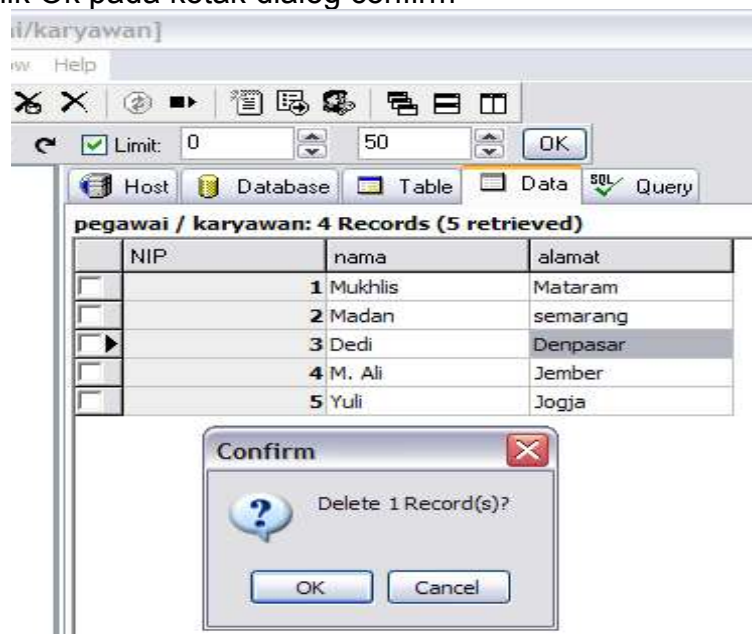 ik Ok pada kotak dialog confirm
i/karyawan]
ow Help
Limit: 0 50 OK
Host Database Table Data SQL Query
pegawai / karyawan: 4 Records (5 retrieved)
NIP nama alamat
1 Mukhlis Mataram
2 Madan semarang
3 Dedi Denpasar
4 M. Ali Jember
5 Yuli Jogja
Confirm
Delete 1 Record(s)?
OK Cancel